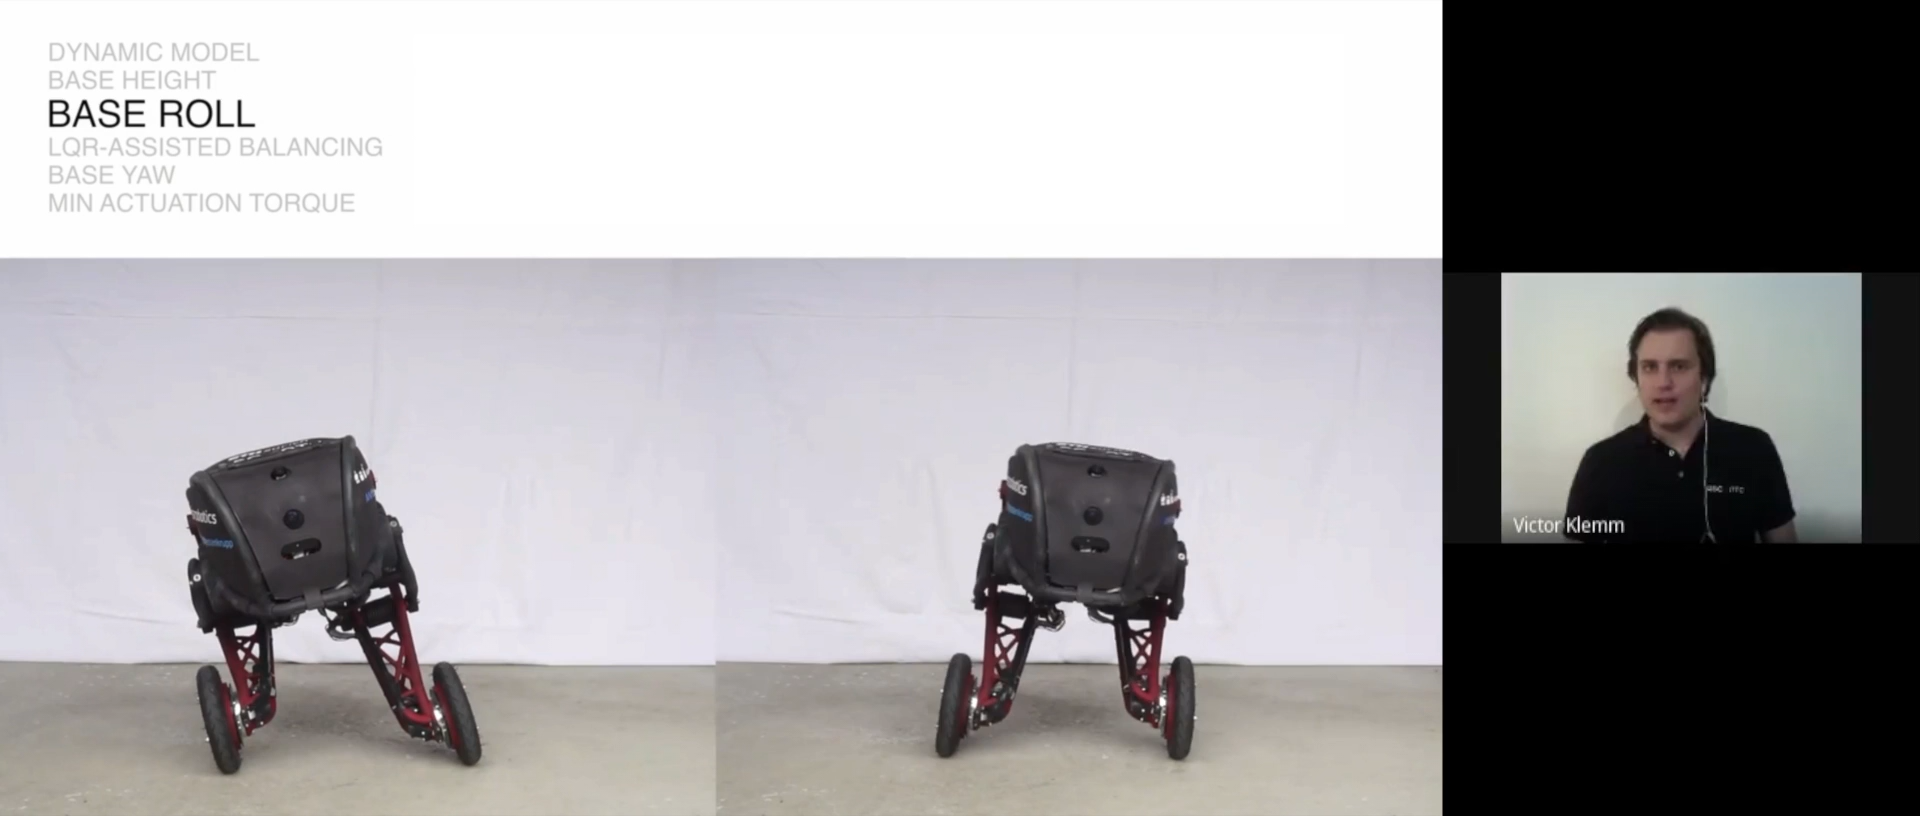 DYNAMIC MODEL
BASE HEIGHT
BASE ROLL
LQR-ASSISTED BALANCING
BASE YAW
MIN ACTUATION TORQUE
Victor Klemm